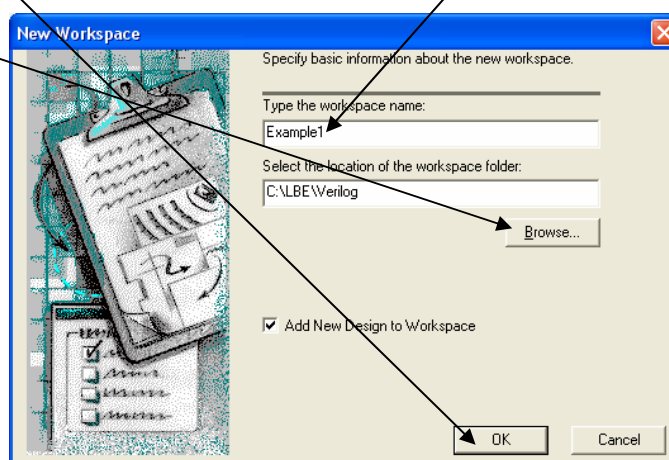 New Workspace
Specify basic information about the new workspace.
Type the workspace name:
Example1
Select the location of the workspace folder:
C:\LBE\Verilog
Browse...
Add New Design to Workspace
OK
Cancel